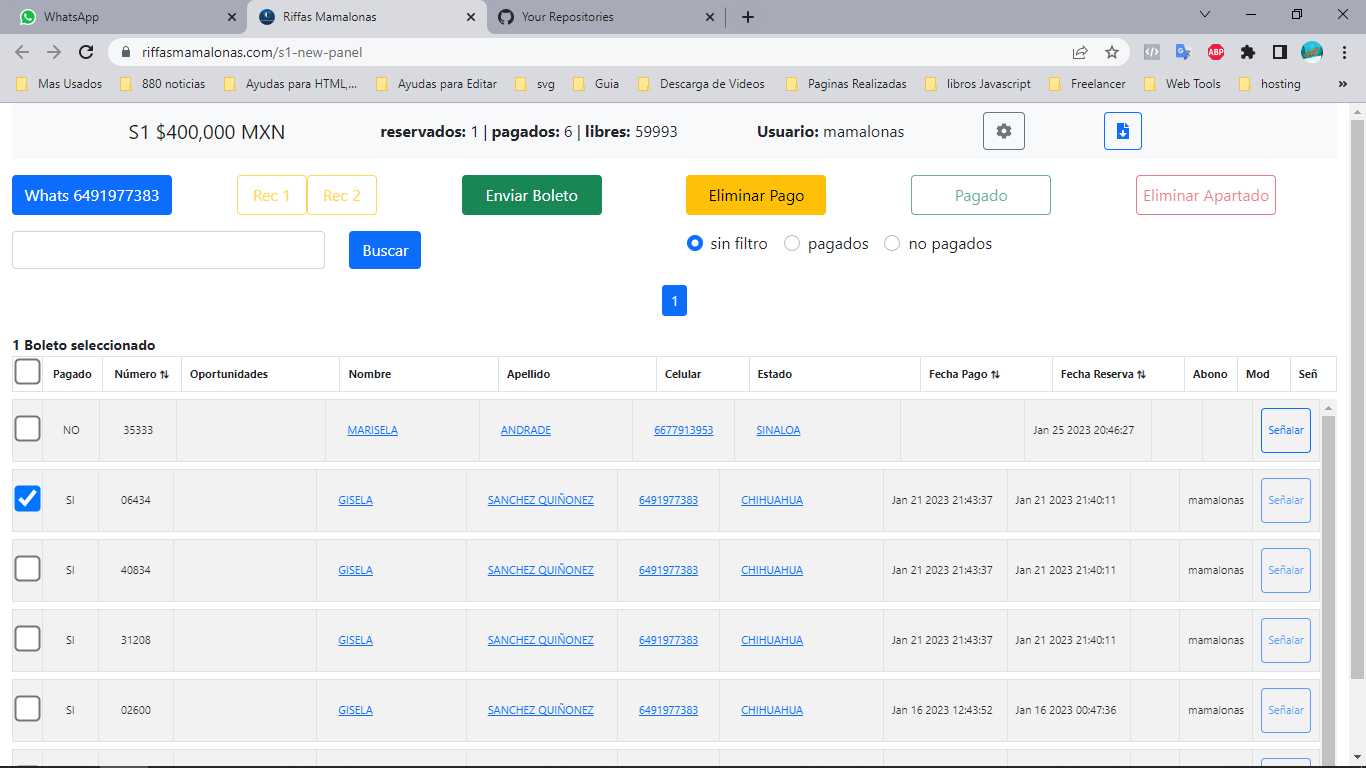 WhatsApp
Riffas Mamalonas
Your Repositories
riffasmamalonas.com/s1-new-panel
ABP
Mas Usados
880 noticias
Ayudas para HTML,...
Ayudas para Editar
svg
Guia
Descarga de Videos
Paginas Realizadas
libros Javascript
Freelancer
Web Tools
hosting
»
S1 $400,000 MXN
reservados: 1 | pagados: 6 | libres: 59993
Usuario: mamalonas
Whats 6491977383
Rec 1
Rec 2
Enviar Boleto
Eliminar Pago
Pagado
Eliminar Apartado
Buscar
sin filtro
pagados
no pagados
1
1 Boleto seleccionado
Pagado Número ⇅ Oportunidades Nombre Apellido Celular Estado Fecha Pago ⇅ Fecha Reserva ⇅ Abono Mod Señ
NO 35333 MARISELA ANDRADE 6677913953 SINALOA Jan 25 2023 20:46:27 Señalar
SI 06434 GISELA SANCHEZ QUIÑONEZ 6491977383 CHIHUAHUA Jan 21 2023 21:43:37 Jan 21 2023 21:40:11 mamalonas Señalar
SI 40834 GISELA SANCHEZ QUIÑONEZ 6491977383 CHIHUAHUA Jan 21 2023 21:43:37 Jan 21 2023 21:40:11 mamalonas Señalar
SI 31208 GISELA SANCHEZ QUIÑONEZ 6491977383 CHIHUAHUA Jan 21 2023 21:43:37 Jan 21 2023 21:40:11 mamalonas Señalar
SI 02600 GISELA SANCHEZ QUIÑONEZ 6491977383 CHIHUAHUA Jan 16 2023 12:43:52 Jan 16 2023 00:47:36 mamalonas Señalar